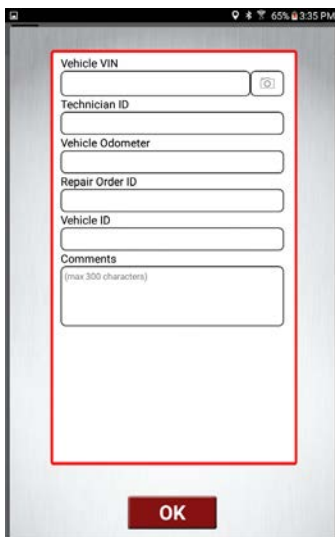 65% 3:35 PM
Vehicle VIN
Technician ID
Vehicle Odometer
Repair Order ID
Vehicle ID
Comments
(max 300 characters)
OK